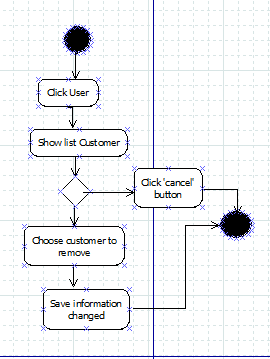 Click User
Show list Customer
Click 'cancel'
button
Choose customer to
remove
Save information
changed